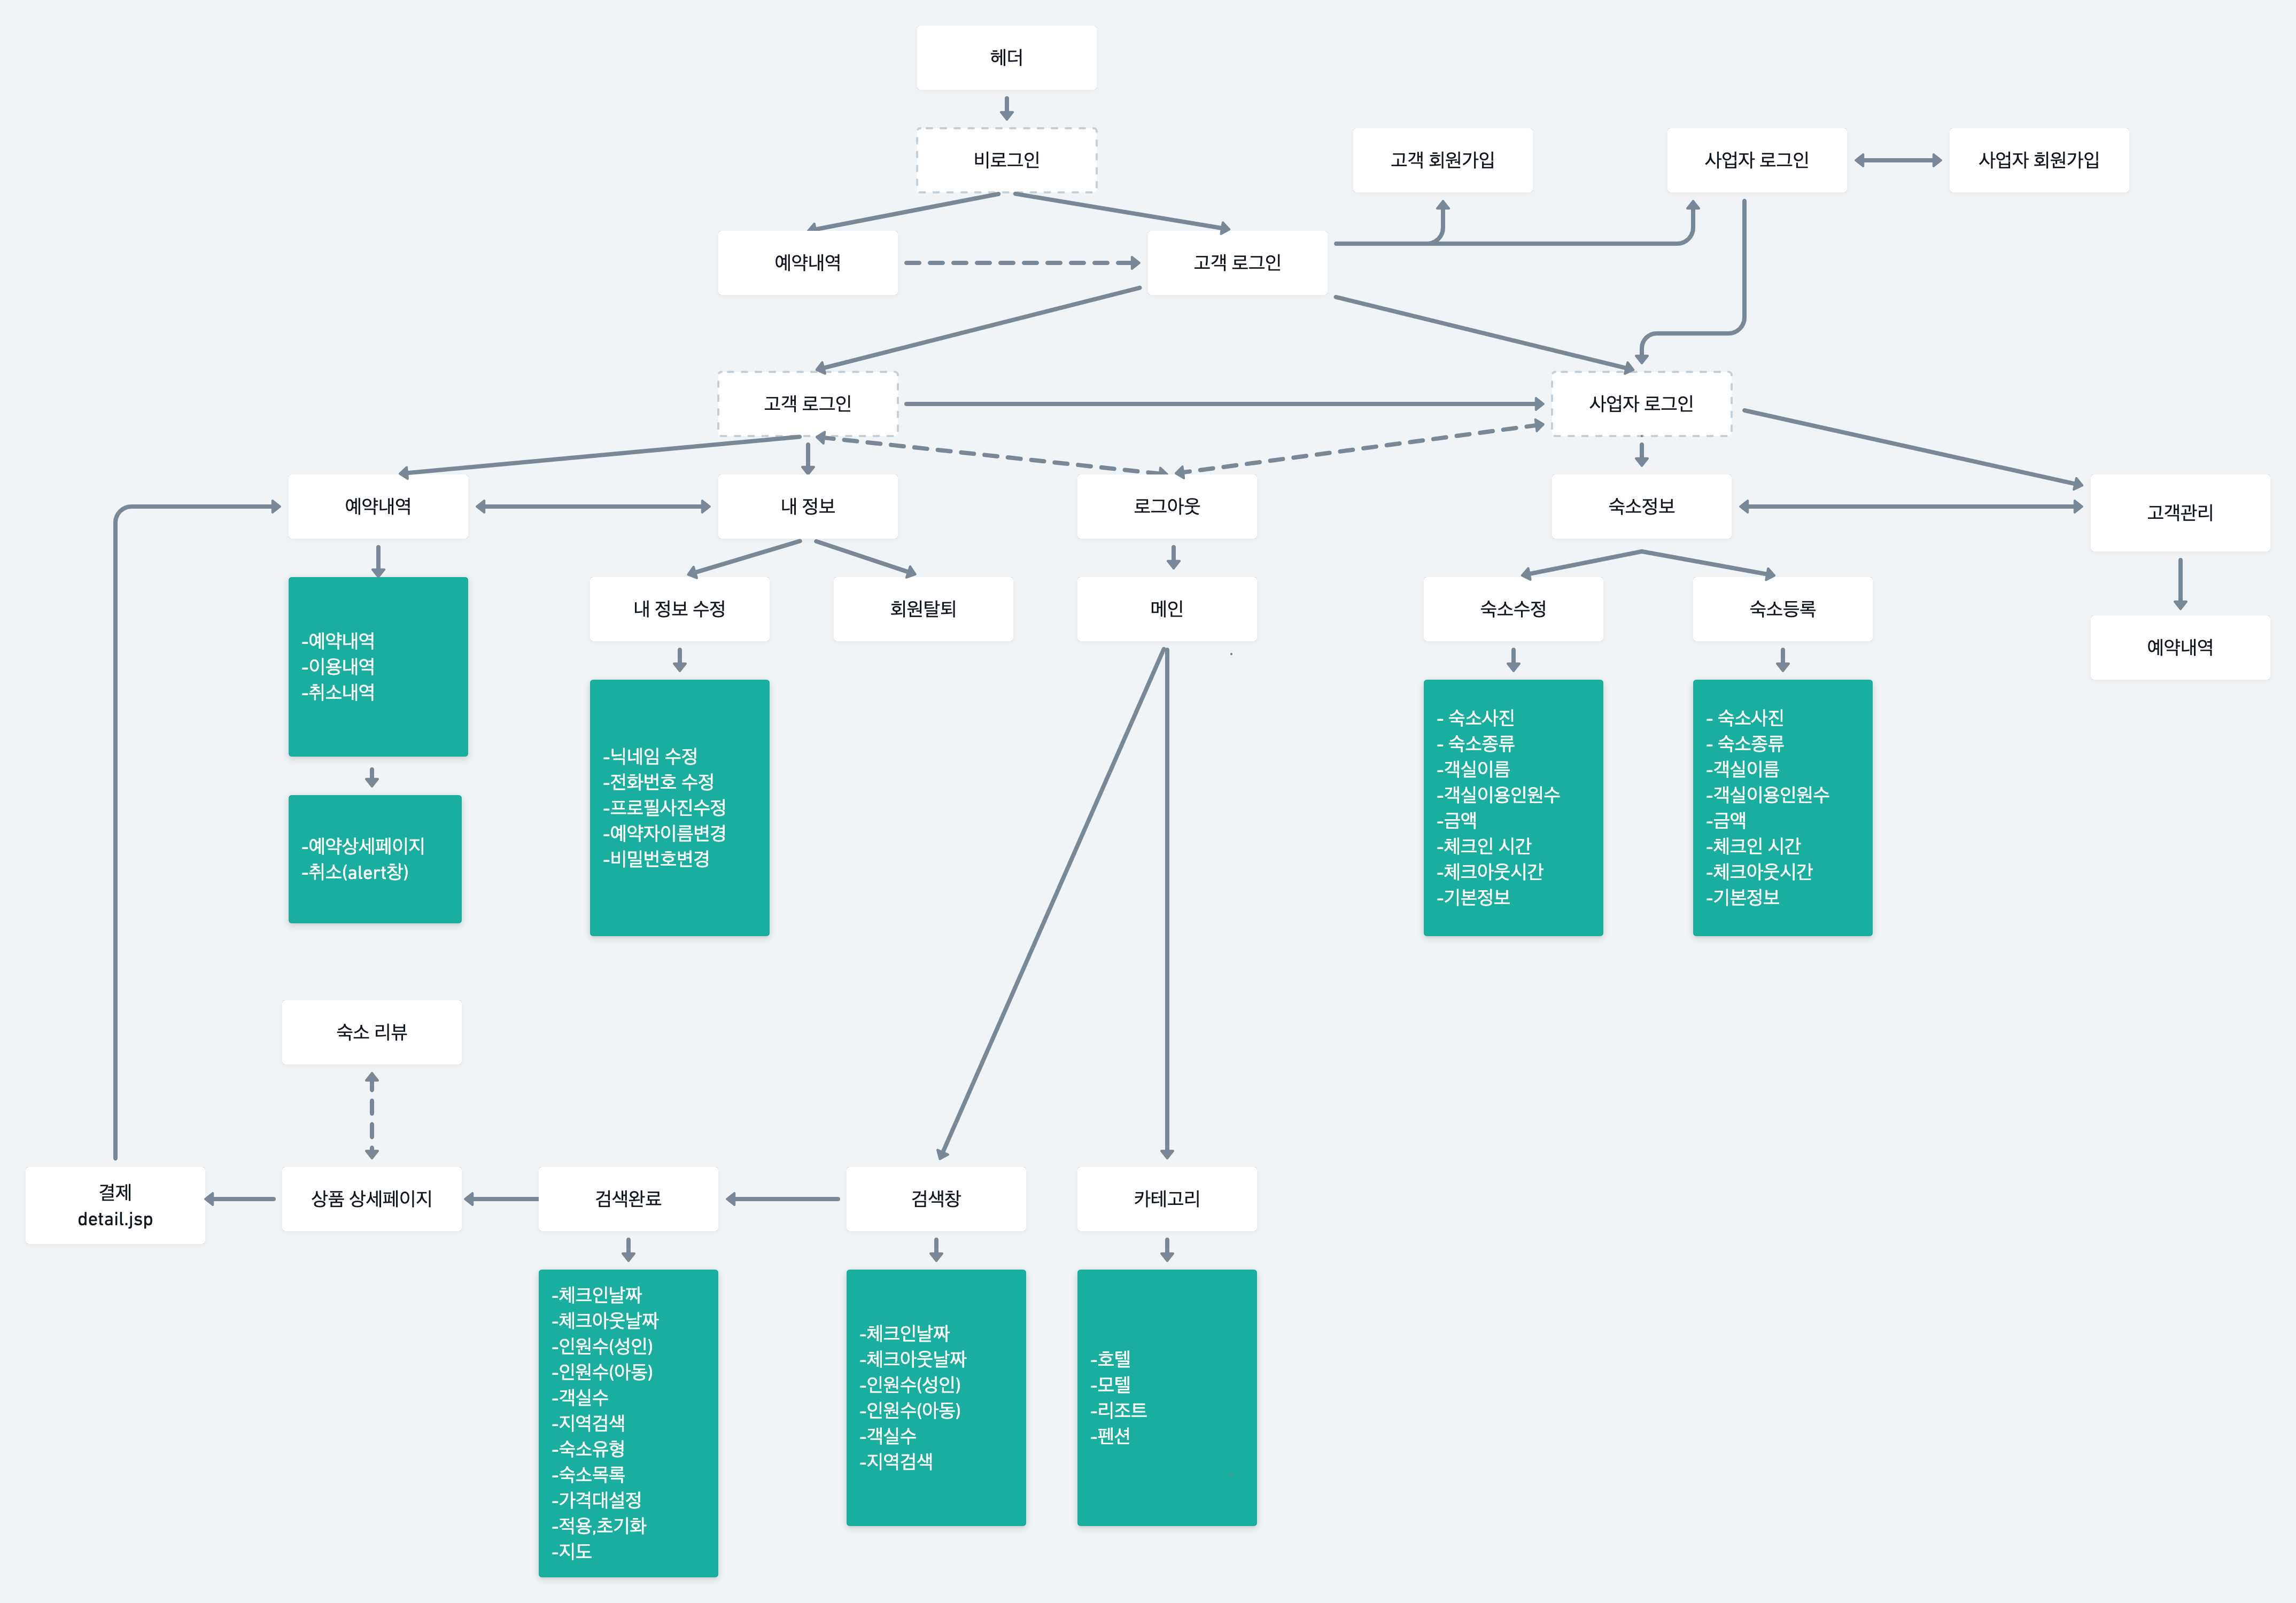 헤더
비로그인
고객 회원가입
사업자 로그인
사업자 회원가입
예약내역
고객 로그인
고객 로그인
사업자 로그인
예약내역
내 정보
로그아웃
숙소정보
고객관리
내 정보 수정
회원탈퇴
메인
숙소수정
숙소등록
예약내역
-예약내역
-이용내역
-취소내역
-예약상세페이지
-취소(alert창)
-닉네임 수정
-전화번호 수정
-프로필사진수정
-예약자이름변경
-비밀번호변경
- 숙소사진
- 숙소종류
-객실이름
-객실이용인원수
-금액
-체크인 시간
-체크아웃시간
-기본정보
- 숙소사진
- 숙소종류
-객실이름
-객실이용인원수
-금액
-체크인 시간
-체크아웃시간
-기본정보
숙소 리뷰
결제
detail.jsp
상품 상세페이지
검색완료
검색창
카테고리
-체크인날짜
-체크아웃날짜
-인원수(성인)
-인원수(아동)
-객실수
-지역검색
-숙소유형
-숙소목록
-가격대설정
-적용,초기화
-지도
-체크인날짜
-체크아웃날짜
-인원수(성인)
-인원수(아동)
-객실수
-지역검색
-호텔
-모텔
-리조트
-펜션